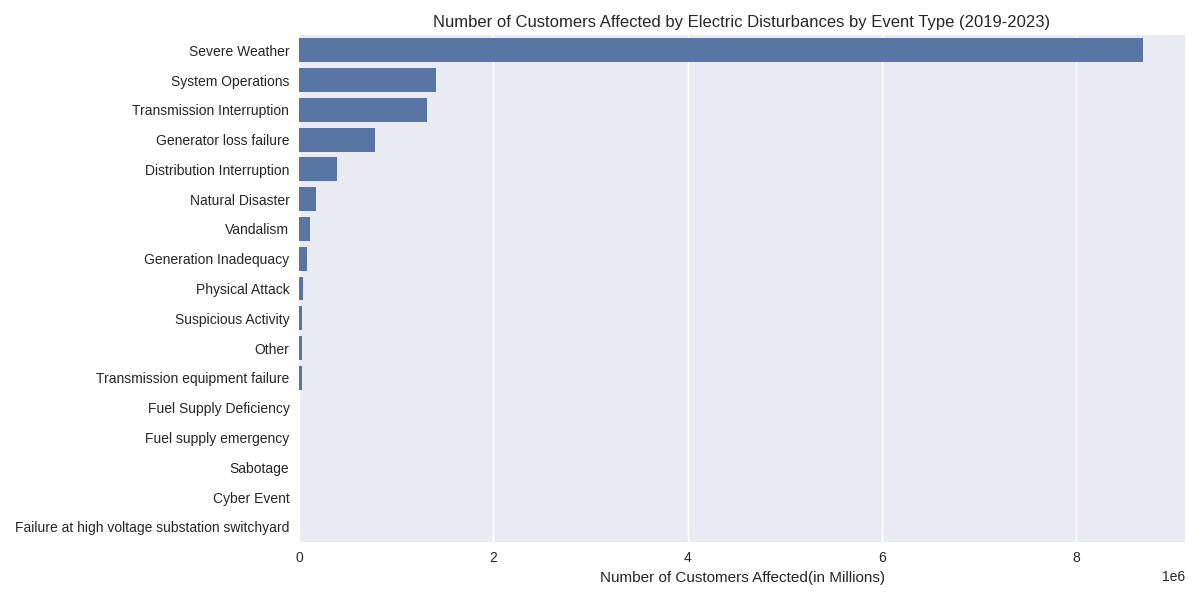 Number of Customers Affected by Electric Disturbances by Event Type (2019-2023)
Severe Weather
System Operations
Transmission Interruption
Generator loss failure
Distribution Interruption
Natural Disaster
Vandalism
Generation Inadequacy
Physical Attack
Suspicious Activity
Other
Transmission equipment failure
Fuel Supply Deficiency
Fuel supply emergency
Sabotage
Cyber Event
Failure at high voltage substation switchyard
0 2 4 6 8
Number of Customers Affected(in Millions)
1e6